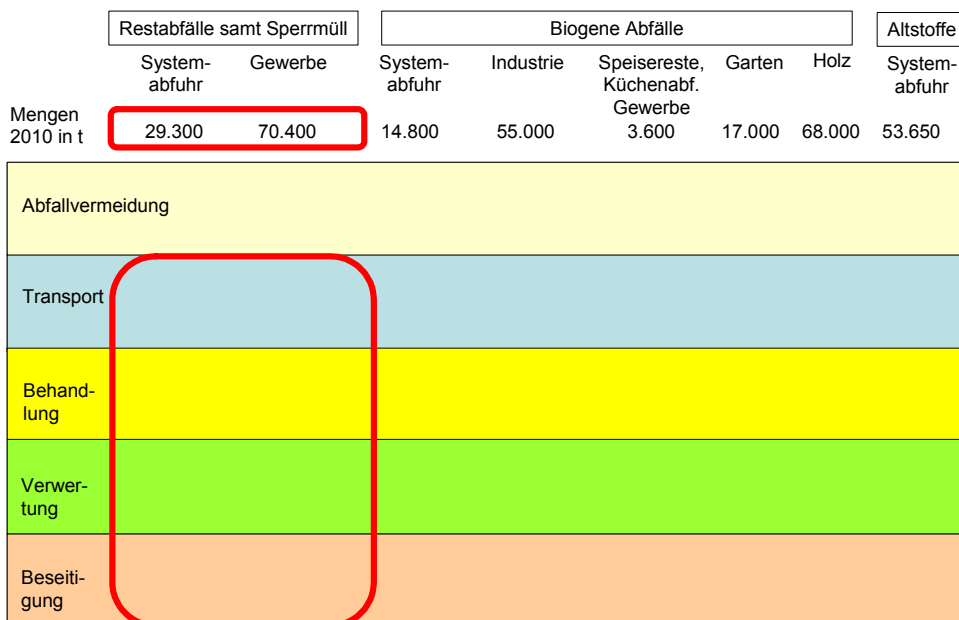 Restabfälle samt Sperrmüll
Biogene Abfälle
Altstoffe
System-
abfuhr
Gewerbe
System-
abfuhr
Industrie
Speisereste,
Küchenabf.
Gewerbe
Garten
Holz
System-
abfuhr
Mengen
2010 in t
29.300 70.400 14.800 55.000 3.600 17.000 68.000 53.650
Abfallvermeidung
Transport
Behand-
lung
Verwer-
tung
Beseiti-
gung